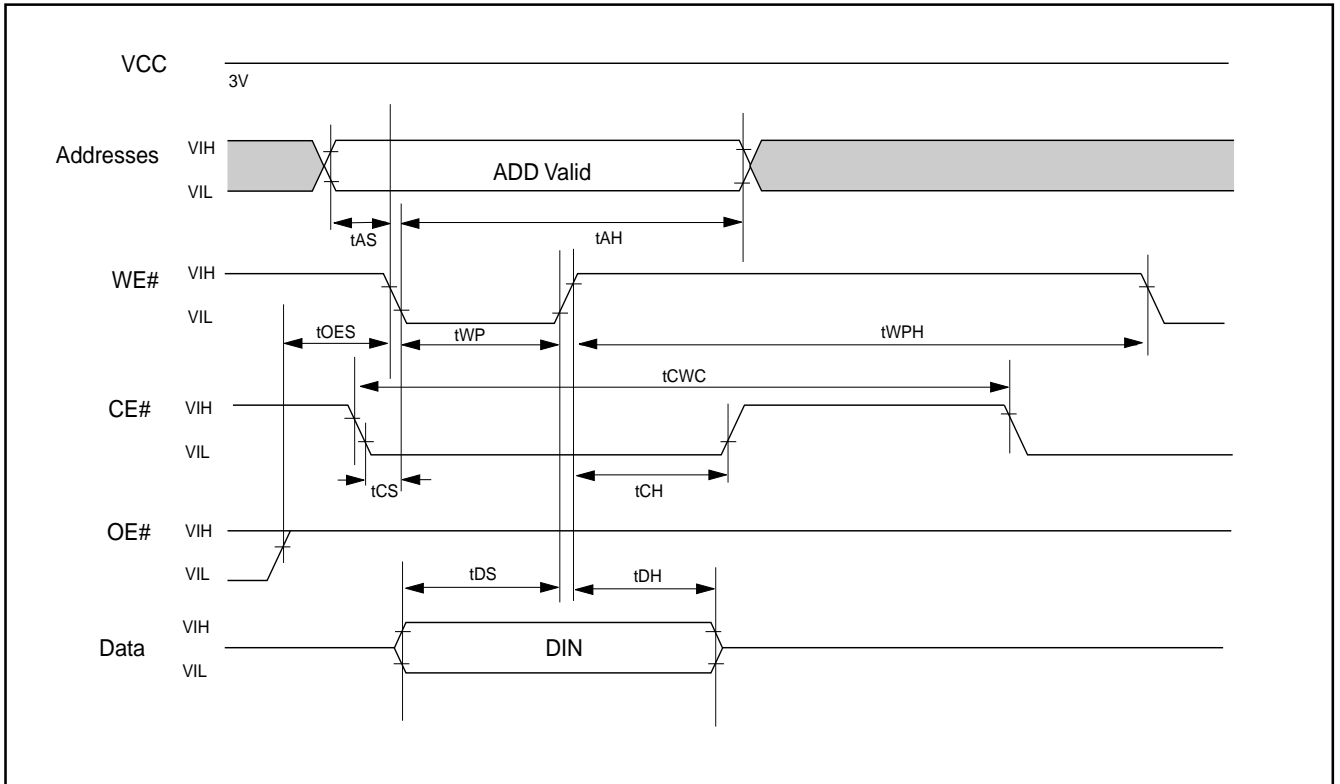 VCC
3V
Addresses
VIH
VIL
ADD Valid
tAS
tAH
WE#
VIH
VIL
tOES
tWP
tWPH
tCWC
CE#
VIH
VIL
tCS
tCH
OE#
VIH
VIL
tDS
tDH
Data
VIH
VIL
DIN